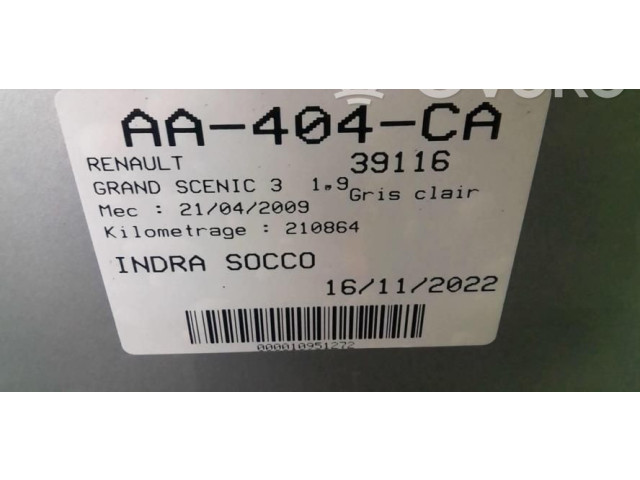 AA-404-CA
RENAULT 39116
GRAND SCENIC 3 1.9 Gris clair
Mec : 21/04/2009
Kilometrage : 210864
INDRA SOCCO
16/11/2022
000010951272